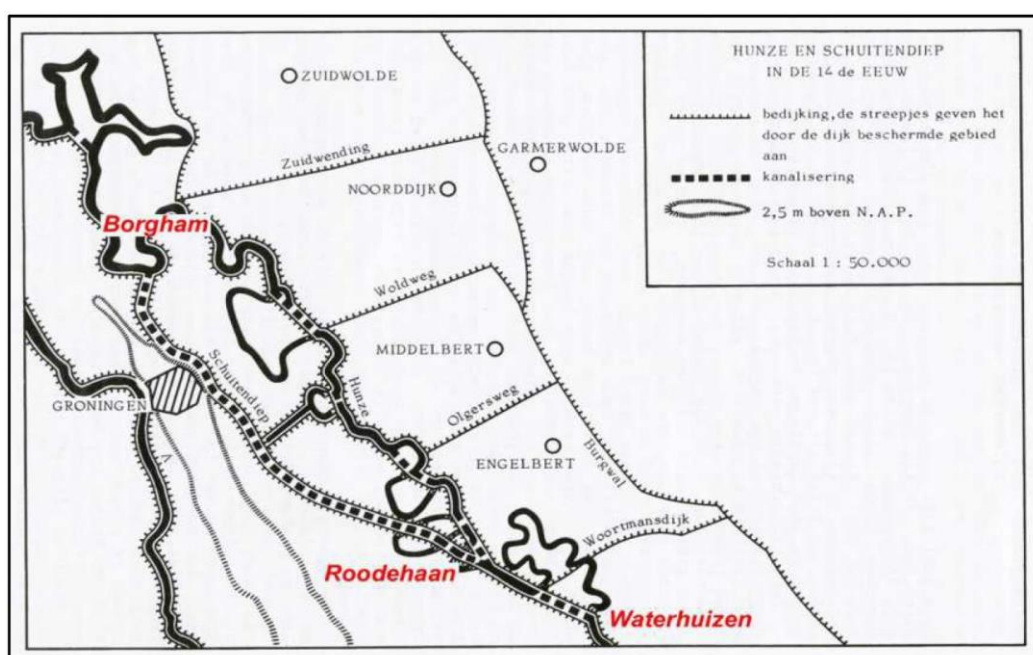 HUNZE EN SCHUITENDIEP
IN DE 14 de EEUW
bedijking, de streepjes geven het
door de dijk beschermde gebied
aan
kanalisering
2,5 m boven N.A.P.
Schaal 1 : 50.000
ZUIDWOLDE
GARMERWOLDE
Zuidwending
NOORDDIJK
Borgham
Woldweg
MIDDELBERT
Schuitendiep
Hunze
GRONINGEN
Olgersweg
A
ENGELBERT
Burgwal
Woortmansdijk
Roodehaan
Waterhuizen